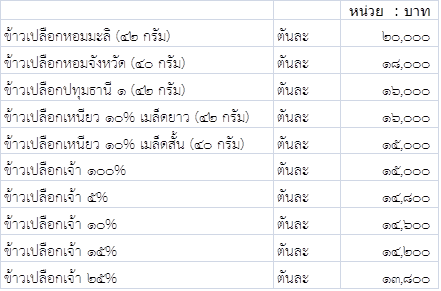 หน่วย : บาท
ข้าวเปลือกหอมมะลิ (๔๒ กรัม) ตันละ ๒๐,๐๐๐
ข้าวเปลือกหอมจังหวัด (๔๐ กรัม) ตันละ ๑๘,๐๐๐
ข้าวเปลือกปทุมธานี ๑ (๔๒ กรัม) ตันละ ๑๖,๐๐๐
ข้าวเปลือกเหนียว ๑๐% เมล็ดยาว (๔๒ กรัม) ตันละ ๑๖,๐๐๐
ข้าวเปลือกเหนียว ๑๐% เมล็ดสั้น (๔๐ กรัม) ตันละ ๑๕,๐๐๐
ข้าวเปลือกเจ้า ๑๐๐% ตันละ ๑๕,๐๐๐
ข้าวเปลือกเจ้า ๕% ตันละ ๑๔,๘๐๐
ข้าวเปลือกเจ้า ๑๐% ตันละ ๑๔,๖๐๐
ข้าวเปลือกเจ้า ๑๕% ตันละ ๑๔,๒๐๐
ข้าวเปลือกเจ้า ๒๕% ตันละ ๑๓,๘๐๐